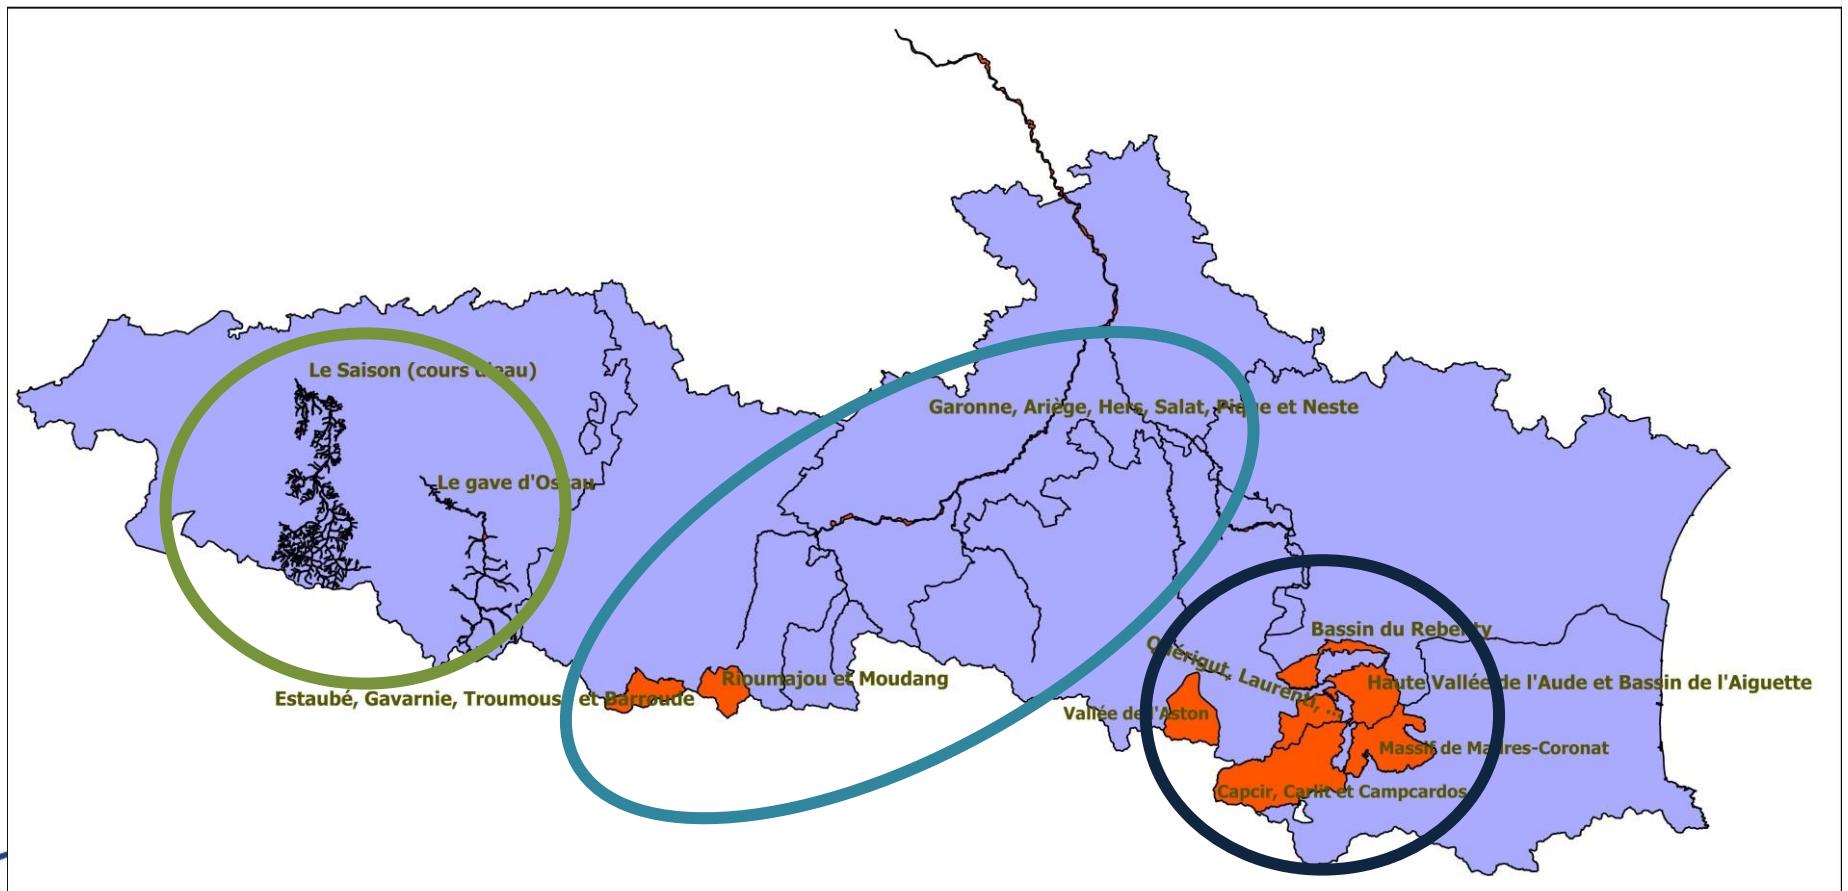 Le Saison (cours d'eau)
Garonne, Ariège, Hers, Salat, Pique et Neste
Le gave d'Ossau
Bassin du Rebenty
Quérigut, Laurenti, ...
Rioumajou et Moudang
Haute Vallée de l'Aude et Bassin de l'Aiguette
Estaubé, Gavarnie, Troumouse et Barroude
Vallée de l'Aston
Massif de Madres-Coronat
Capcir, Carlit et Campcardos